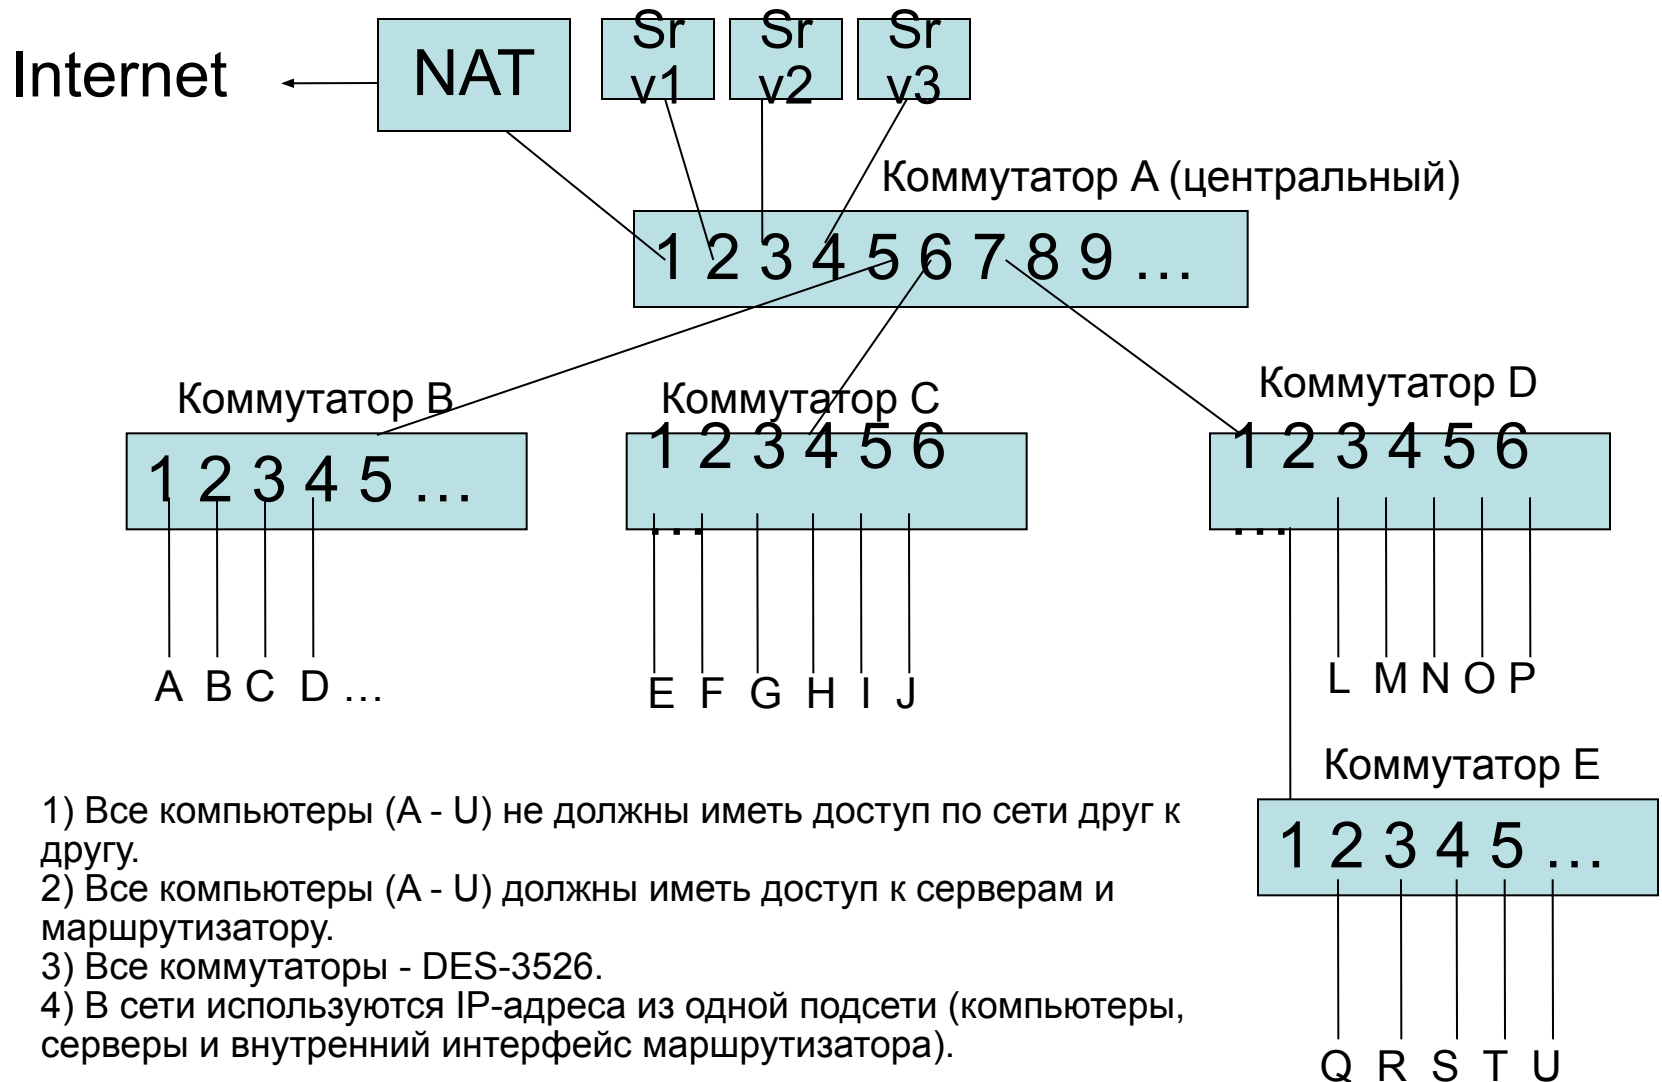 Internet
NAT
Sr
v1
Sr
v2
Sr
v3
Коммутатор A (центральный)
1 2 3 4 5 6 7 8 9 …
Коммутатор B
1 2 3 4 5 …
A B C D …
Коммутатор C
1 2 3 4 5 6
…
E F G H I J
Коммутатор D
1 2 3 4 5 6
…
L M N O P
Коммутатор E
1 2 3 4 5 …
Q R S T U
1) Все компьютеры (A - U) не должны иметь доступ по сети друг к
другу.
2) Все компьютеры (A - U) должны иметь доступ к серверам и
маршрутизатору.
3) Все коммутаторы - DES-3526.
4) В сети используются IP-адреса из одной подсети (компьютеры,
серверы и внутренний интерфейс маршрутизатора).